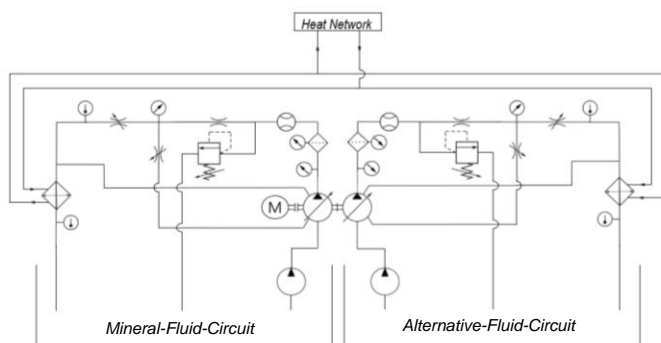 Heat Network
M
Mineral-Fluid-Circuit
Alternative-Fluid-Circuit